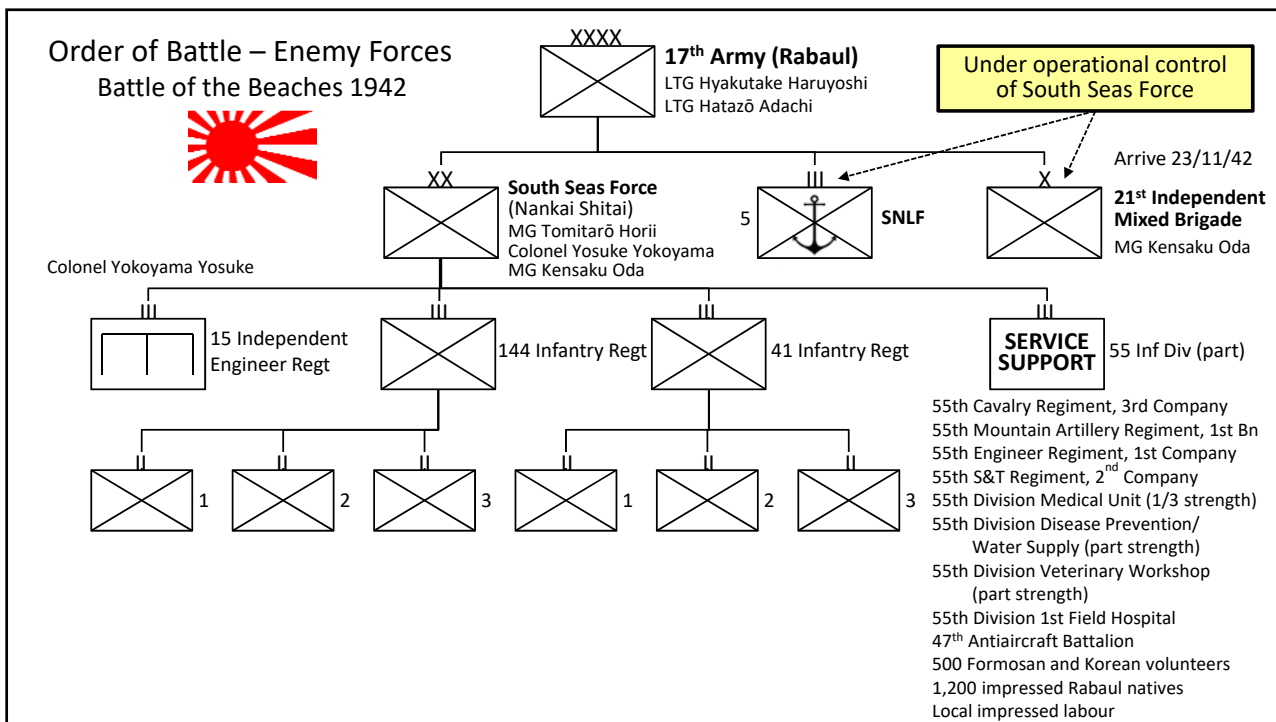 Order of Battle – Enemy Forces
Battle of the Beaches 1942
XXXX
17th Army (Rabaul)
LTG Hyakutake Haruyoshi
LTG Hatazō Adachi
Under operational control
of South Seas Force
XX
South Seas Force
(Nankai Shitai)
MG Tomitarō Horii
Colonel Yosuke Yokoyama
MG Kensaku Oda
III
5
SNLF
Arrive 23/11/42
X
21st Independent
Mixed Brigade
MG Kensaku Oda
Colonel Yokoyama Yosuke
III
15 Independent
Engineer Regt
III
144 Infantry Regt
III
41 Infantry Regt
III
SERVICE
SUPPORT
55 Inf Div (part)
II
1
II
2
II
3
II
1
II
2
II
3
55th Cavalry Regiment, 3rd Company
55th Mountain Artillery Regiment, 1st Bn
55th Engineer Regiment, 1st Company
55th S&T Regiment, 2nd Company
55th Division Medical Unit (1/3 strength)
55th Division Disease Prevention/
Water Supply (part strength)
55th Division Veterinary Workshop
(part strength)
55th Division 1st Field Hospital
47th Antiaircraft Battalion
500 Formosan and Korean volunteers
1,200 impressed Rabaul natives
Local impressed labour